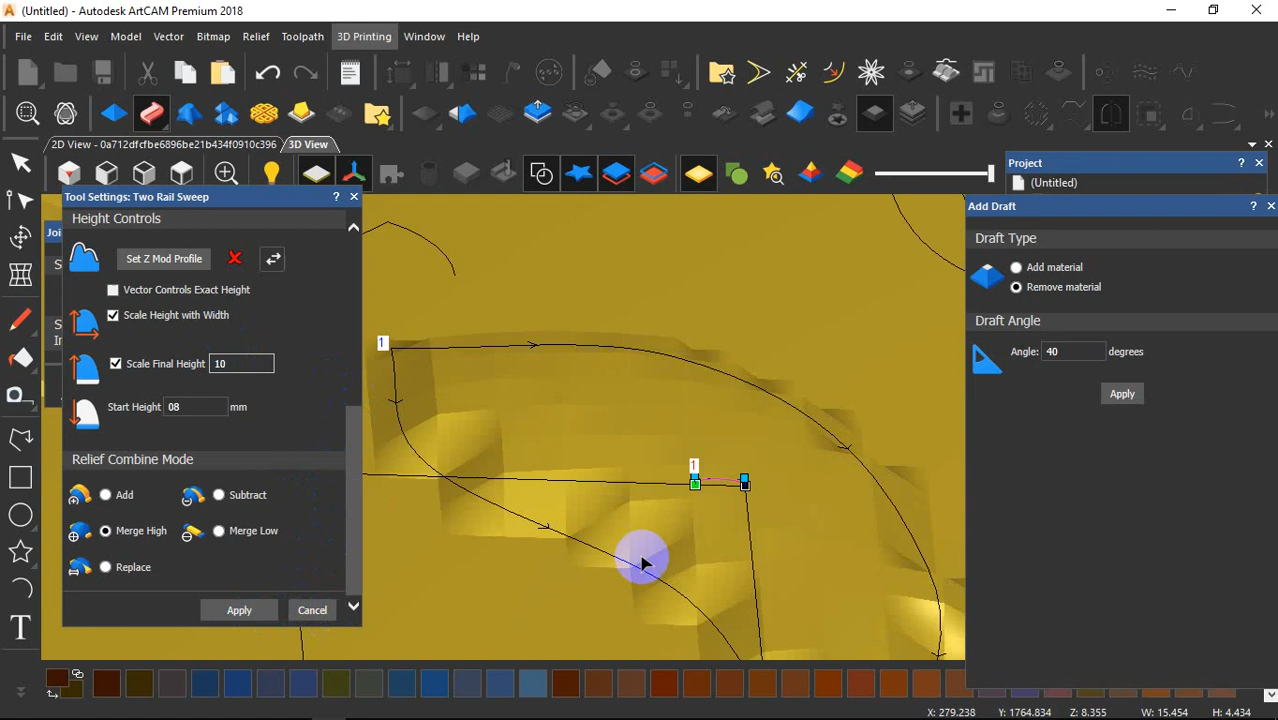 (Untitled) - Autodesk ArtCAM Premium 2018
File Edit View Model Vector Bitmap Relief Toolpath 3D Printing Window Help
2D View - 0a712dfcfbe6896be21b434f0910c396 3D View
Project
(Untitled)
Tool Settings: Two Rail Sweep ? ×
Joi
Height Controls
Set Z Mod Profile
Vector Controls Exact Height
Scale Height with Width
Scale Final Height 10
Start Height 08 mm
Relief Combine Mode
Add Subtract
Merge High Merge Low
Replace
Apply Cancel
1
1
Add Draft ? ×
Draft Type
Add material
Remove material
Draft Angle
Angle: 40 degrees
Apply
X: 279.238 Y: 1764.834 Z: 8.355 W: 15.454 H: 4.434